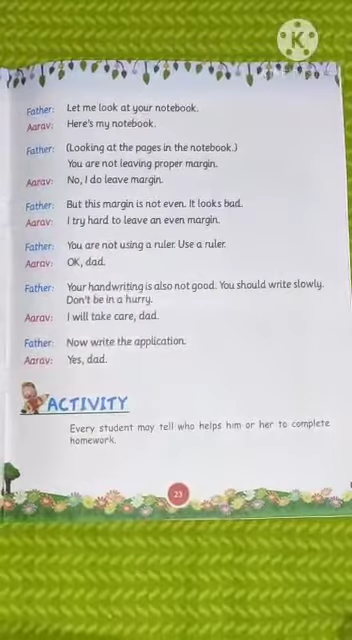 K
Father: Let me look at your notebook.
Aarav: Here's my notebook.
Father: (Looking at the pages in the notebook.)
You are not leaving proper margin.
Aarav: No, I do leave margin.
Father: But this margin is not even. It looks bad.
Aarav: I try hard to leave an even margin.
Father: You are not using a ruler. Use a ruler.
Aarav: OK, dad.
Father: Your handwriting is also not good. You should write slowly.
Don't be in a hurry.
Aarav: I will take care, dad.
Father: Now write the application.
Aarav: Yes, dad.
ACTIVITY
Every student may tell who helps him or her to complete
homework.
23